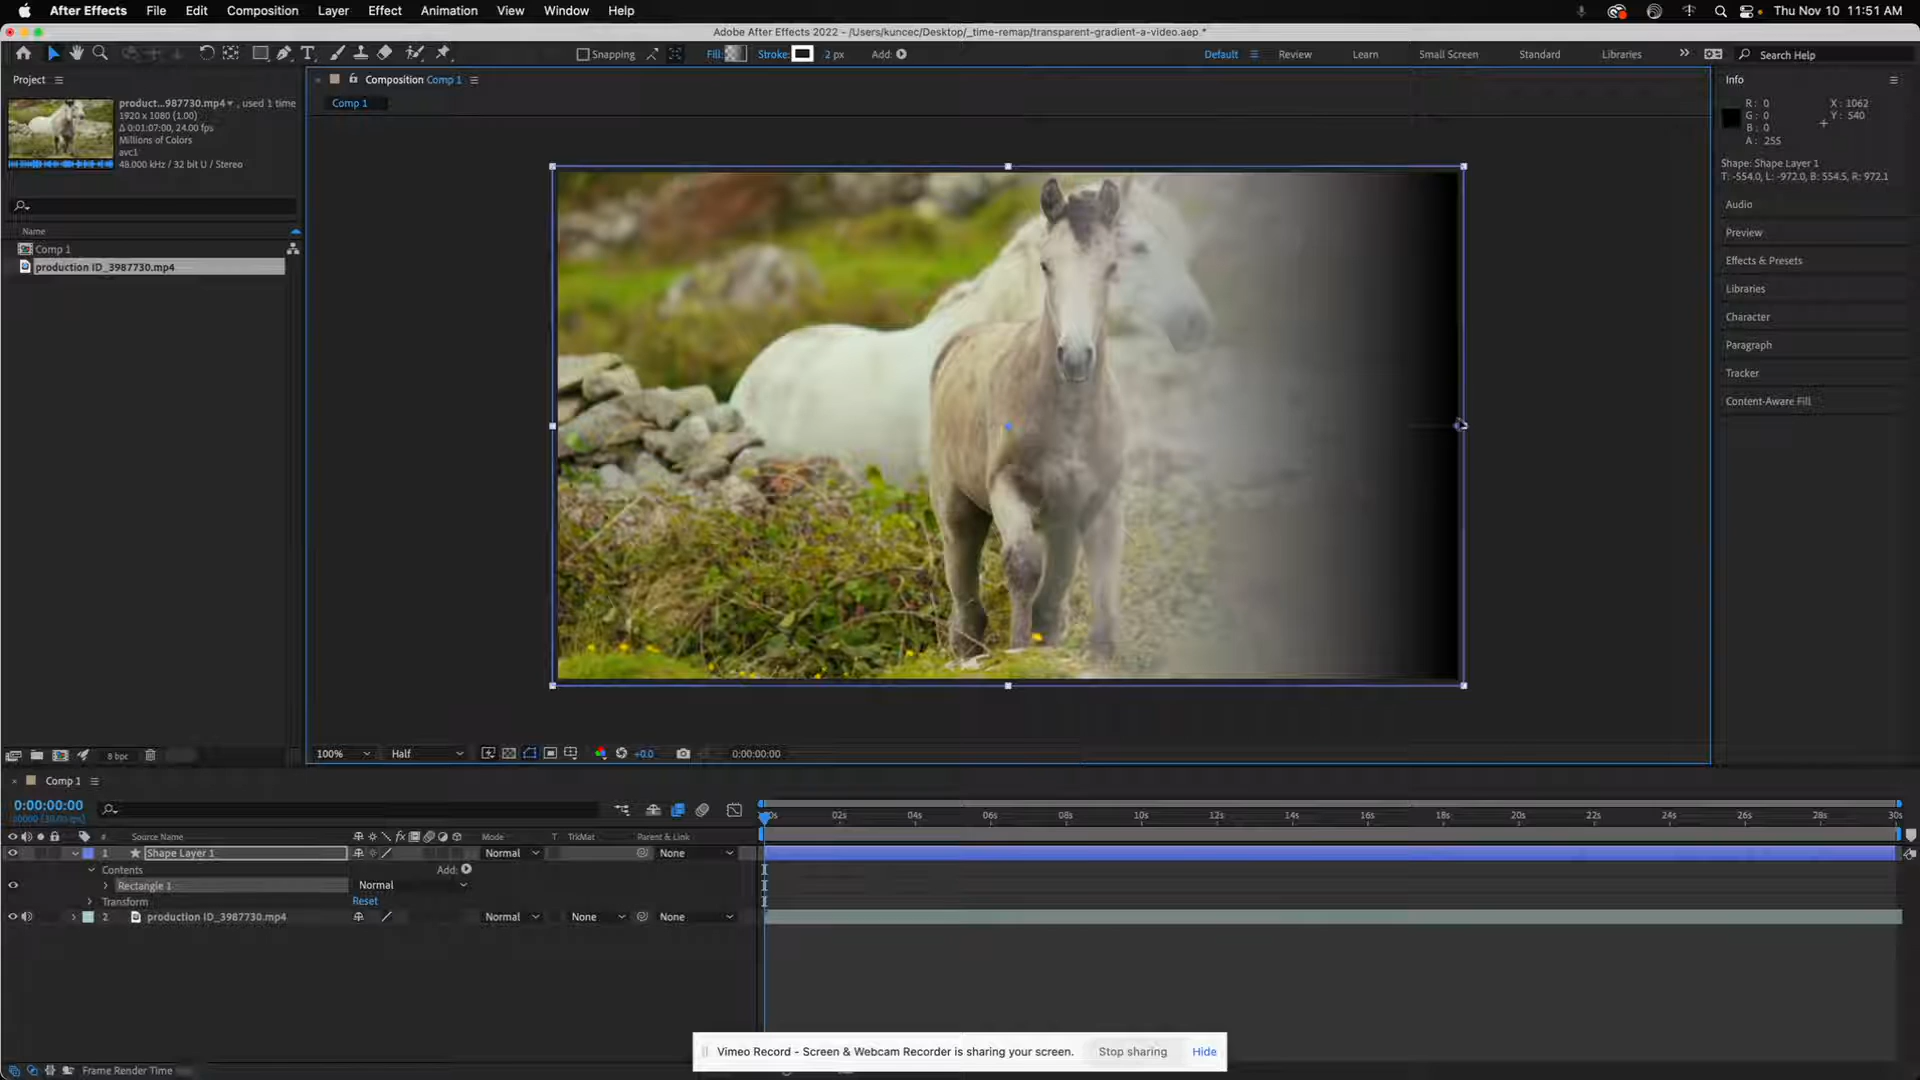 After Effects File Edit Composition Layer Effect Animation View Window Help Thu Nov 10 11:51 AM
Adobe After Effects 2022 - /Users/kuncec/Desktop/_time-remap/transparent-gradient-a-video.aep *
Snapping Fill: Stroke: 2 px Add: Default Review Learn Small Screen Standard Libraries Search Help
Project
Composition Comp 1
Info
product...987730.mp4, used 1 time
1920 x 1080 (1.00)
Δ 0:01:07:00, 24.00 fps
Millions of Colors
avc1
48.000 kHz / 32 bit U / Stereo
Comp 1
R: 0 X: 1062
G: 0 Y: 540
B: 0
A: 255
Shape: Shape Layer 1
T: -554.0, L: -972.0, B: 554.5, R: 972.1
Audio
Preview
Effects & Presets
Libraries
Character
Paragraph
Tracker
Content-Aware Fill
Name
Comp 1
production ID_3987730.mp4
8 bpc
100% Half +0.0 0:00:00:00
Comp 1
0:00:00:00
02s 04s 06s 08s 10s 12s 14s 16s 18s 20s 22s 24s 26s 28s 30s
# Source Name Mode T TrkMat Parent & Link
1 Shape Layer 1 Normal None
Contents Add:
Rectangle 1 Normal
Transform Reset
2 production ID_3987730.mp4 Normal None None
Vimeo Record - Screen & Webcam Recorder is sharing your screen. Stop sharing Hide
Frame Render Time